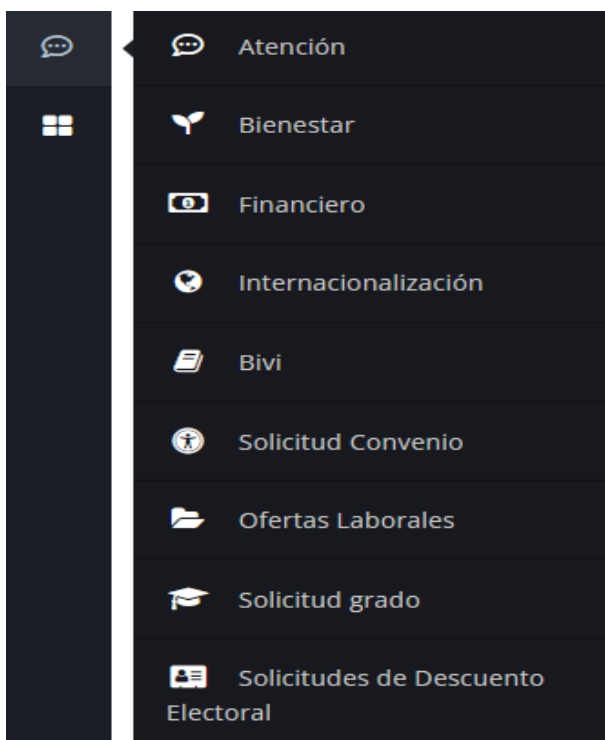 Atención
Bienestar
Financiero
Internacionalización
Bivi
Solicitud Convenio
Ofertas Laborales
Solicitud grado
Solicitudes de Descuento
Electoral